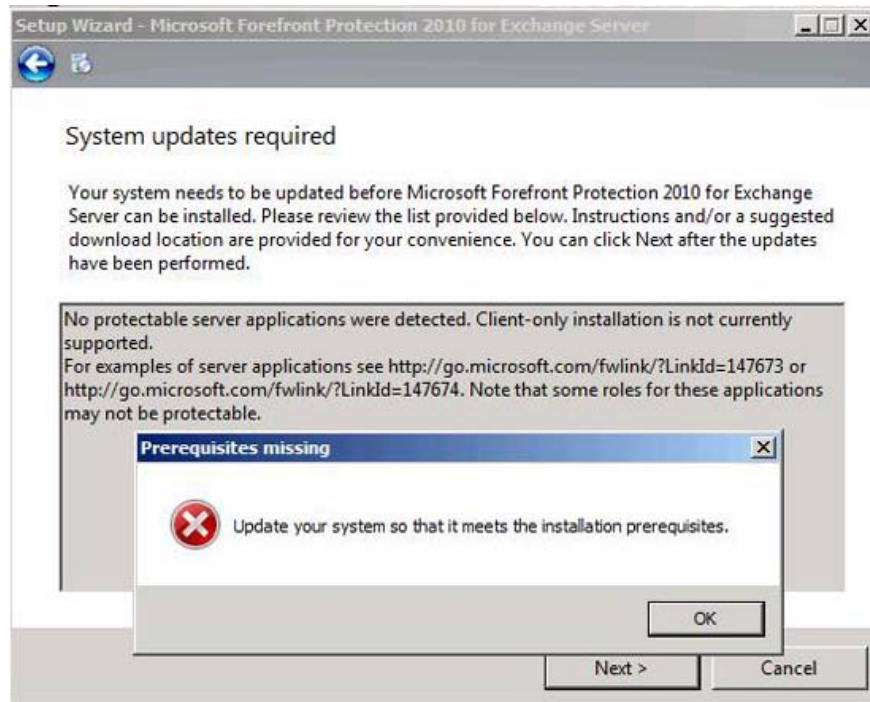 Setup Wizard - Microsoft Forefront Protection 2010 for Exchange Server
System updates required
Your system needs to be updated before Microsoft Forefront Protection 2010 for Exchange
Server can be installed. Please review the list provided below. Instructions and/or a suggested
download location are provided for your convenience. You can click Next after the updates
have been performed.
No protectable server applications were detected. Client-only installation is not currently
supported.
For examples of server applications see http://go.microsoft.com/fwlink/?LinkId=147673 or
http://go.microsoft.com/fwlink/?LinkId=147674. Note that some roles for these applications
may not be protectable.
Prerequisites missing
Update your system so that it meets the installation prerequisites.
OK
Next >
Cancel